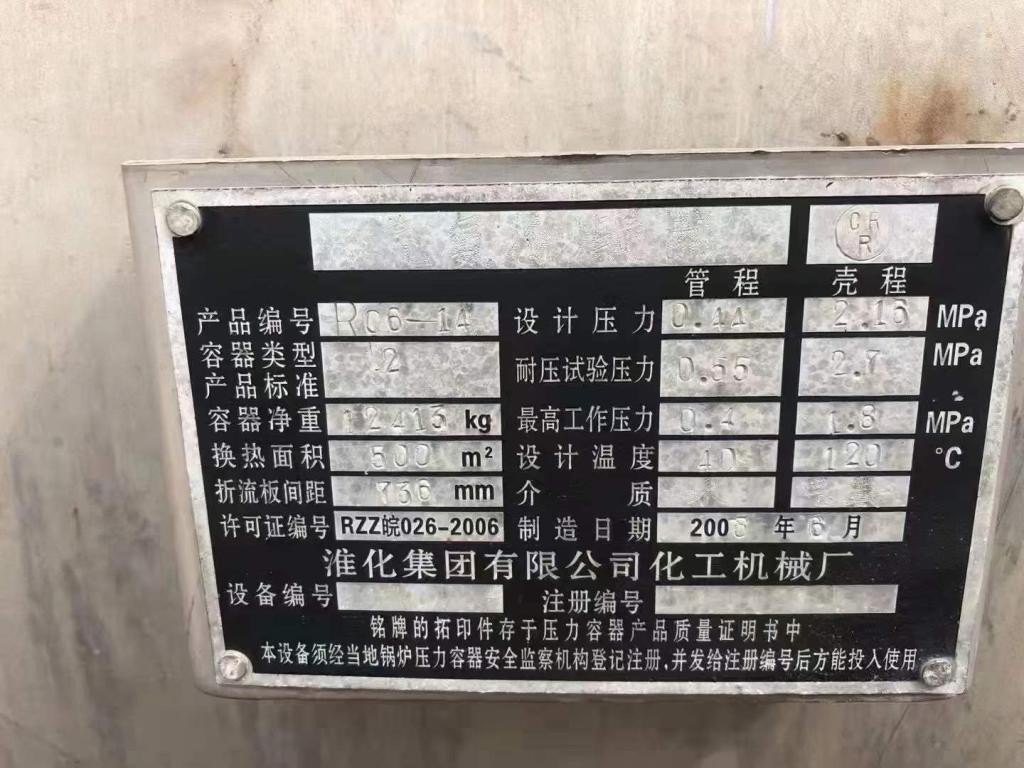 CR
R
管程 壳程
产品编号 R06-14 设计压力 0.44 2.16 MPa
容器类型 2 耐压试验压力 0.55 2.7 MPa
产品标准
容器净重 12413 kg 最高工作压力 0.4 1.8 MPa
换热面积 500 m² 设计温度 40 120 °C
折流板间距 736 mm 介质 水
许可证编号 RZZ皖026-2006 制造日期 2006年6月
淮化集团有限公司化工机械厂
设备编号 注册编号
铭牌的拓印件存于压力容器产品质量证明书中
本设备须经当地锅炉压力容器安全监察机构登记注册,并发给注册编号后方能投入使用